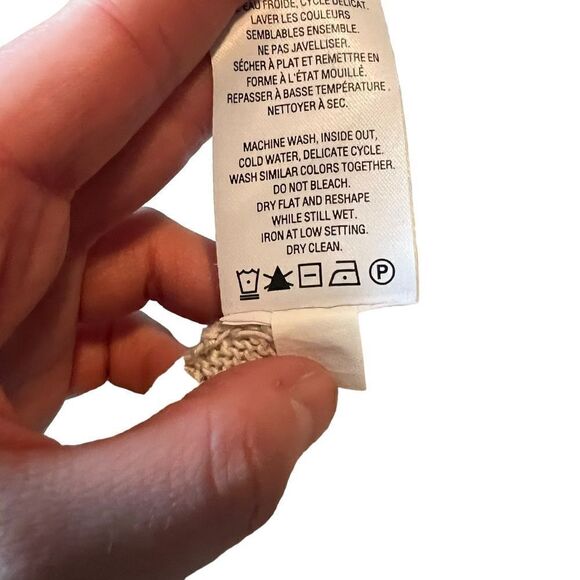 L'EAU FROIDE, CYCLE DÉLICAT.
LAVER LES COULEURS
SEMBLABLES ENSEMBLE.
NE PAS JAVELLISER.
SÉCHER À PLAT ET REMETTRE EN
FORME À L'ÉTAT MOUILLÉ.
REPASSER À BASSE TEMPÉRATURE,
NETTOYER À SEC.
MACHINE WASH, INSIDE OUT,
COLD WATER, DELICATE CYCLE.
WASH SIMILAR COLORS TOGETHER.
DO NOT BLEACH.
DRY FLAT AND RESHAPE
WHILE STILL WET.
IRON AT LOW SETTING.
DRY CLEAN.
P